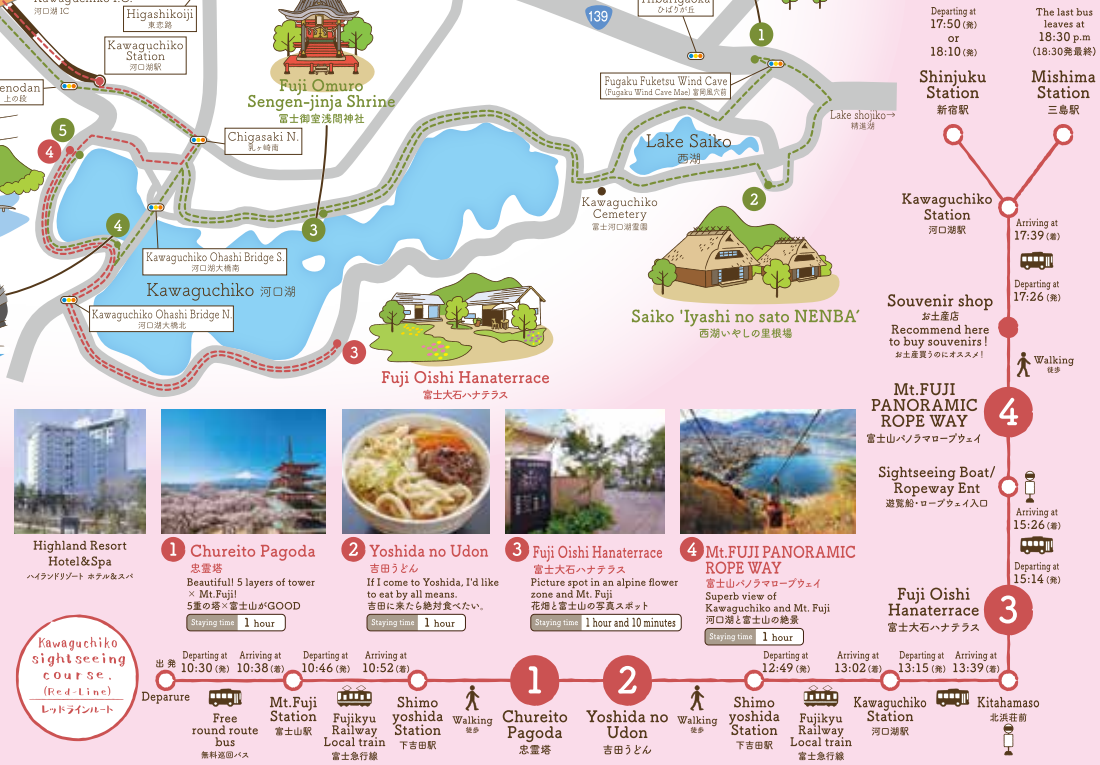 河口湖 IC
Higashikoiji
東恋路
Kawaguchiko
Station
河口湖駅
enodan
上の段
5
4
Chigasaki N.
乳ヶ崎南
Fuji Omuro
Sengen-jinja Shrine
富士御室浅間神社
139
ひばりが丘
1
Fugaku Fuketsu Wind Cave
(Fugaku Wind Cave Mae) 富岡風穴前
Lake shojiko→
精進湖
Lake Saiko
西湖
Kawaguchiko
Cemetery
富士河口湖霊園
2
3
4
Kawaguchiko Ohashi Bridge S.
河口湖大橋南
Kawaguchiko 河口湖
Kawaguchiko Ohashi Bridge N.
河口湖大橋北
3
Saiko 'Iyashi no sato NENBA'
西湖いやしの里根場
Fuji Oishi Hanaterrace
富士大石ハナテラス
Departing at
17:50 (発)
or
18:10 (発)
The last bus
leaves at
18:30 p.m
(18:30発最終)
Shinjuku
Station
新宿駅
Mishima
Station
三島駅
Kawaguchiko
Station
河口湖駅
Arriving at
17:39 (着)
Departing at
17:26 (発)
Souvenir shop
お土産店
Recommend here
to buy souvenirs !
お土産買うのにオススメ!
Walking
徒歩
Mt.FUJI
PANORAMIC
ROPE WAY
富士山パノラマロープウェイ
4
Sightseeing Boat/
Ropeway Ent
遊覧船・ロープウェイ入口
Arriving at
15:26 (着)
Departing at
15:14 (発)
Fuji Oishi
Hanaterrace
富士大石ハナテラス
3
Highland Resort
Hotel&Spa
ハイランドリゾート ホテル&スパ
1 Chureito Pagoda
忠霊塔
Beautiful! 5 layers of tower
× Mt.Fuji!
5重の塔×富士山がGOOD
Staying time 1 hour
2 Yoshida no Udon
吉田うどん
If I come to Yoshida, I'd like
to eat by all means.
吉田に来たら絶対食べたい。
Staying time 1 hour
3 Fuji Oishi Hanaterrace
富士大石ハナテラス
Picture spot in an alpine flower
zone and Mt. Fuji
花畑と富士山の写真スポット
Staying time 1 hour and 10 minutes
4 Mt.FUJI PANORAMIC
ROPE WAY
富士山パノラマロープウェイ
Superb view of
Kawaguchiko and Mt. Fuji
河口湖と富士山の絶景
Staying time 1 hour
Kawaguchiko
sightseeing
course.
(Red-Line)
レッドラインルート
出発
Departing at
10:30 (発)
Arriving at
10:38 (着)
Departing at
10:46 (発)
Arriving at
10:52 (着)
Departing at
12:49 (発)
Arriving at
13:02 (着)
Departing at
13:15 (発)
Arriving at
13:39 (着)
1
2
Deparure
Free
round route
bus
無料巡回バス
Mt.Fuji
Station
富士山駅
Fujikyu
Railway
Local train
富士急行線
Shimo
yoshida
Station
下吉田駅
Walking
徒歩
Chureito
Pagoda
忠霊塔
Yoshida no
Udon
吉田うどん
Walking
徒歩
Shimo
yoshida
Station
下吉田駅
Fujikyu
Railway
Local train
富士急行線
Kawaguchiko
Station
河口湖駅
Kitahamaso
北浜荘前